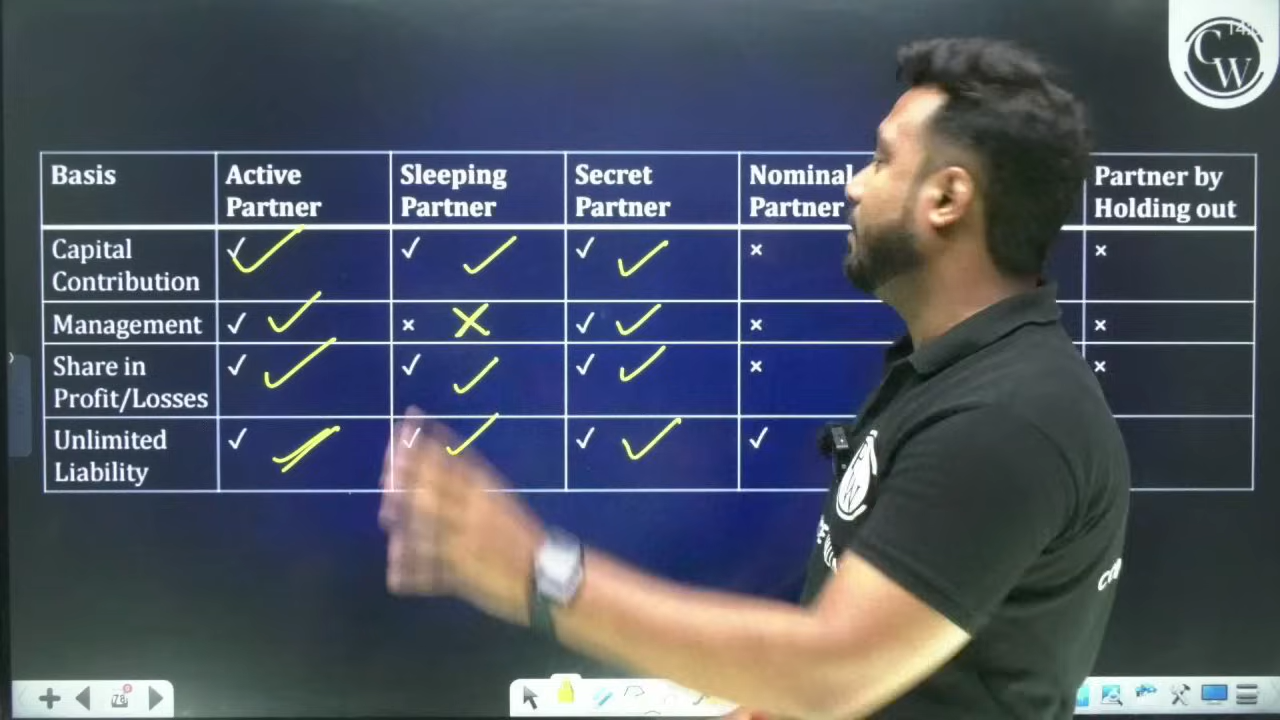 Basis
Active
Partner
Sleeping
Partner
Secret
Partner
Nominal
Partner
Partner by
Holding out
Capital
Contribution
✓ ✓ ✓ × ×
Management
✓ × ✓ × ×
Share in
Profit/Losses
✓ ✓ ✓ × ×
Unlimited
Liability
✓ ✓ ✓ ✓
CW
78